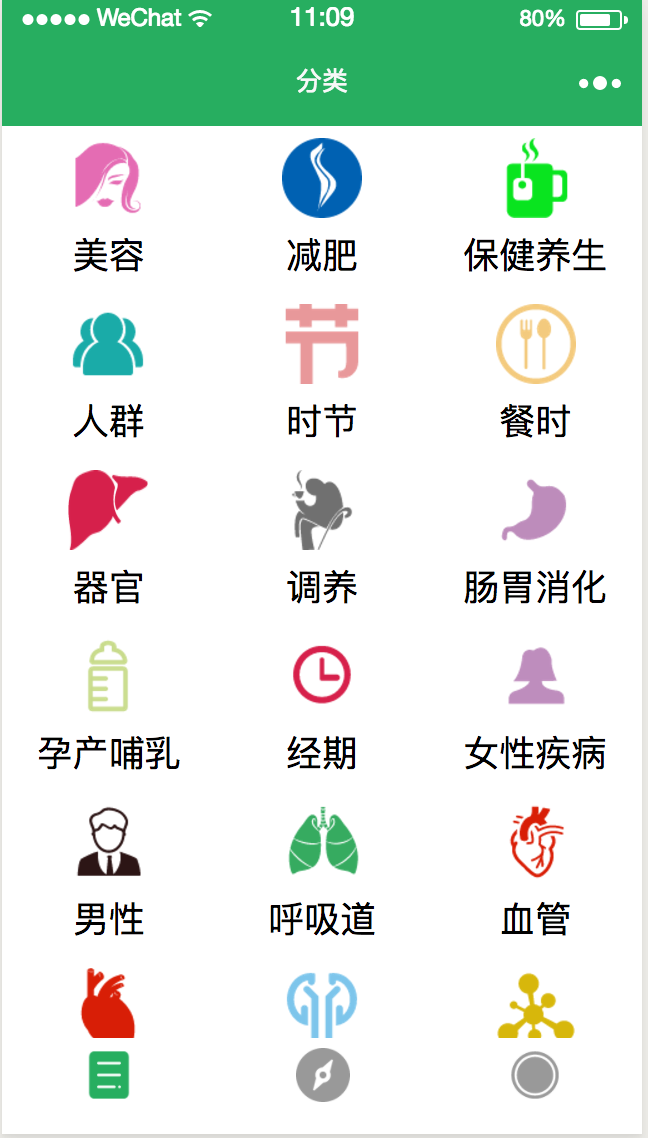 WeChat 11:09 80%
分类
美容 减肥 保健养生
节
人群 时节 餐时
器官 调养 肠胃消化
孕产哺乳 经期 女性疾病
男性 呼吸道 血管